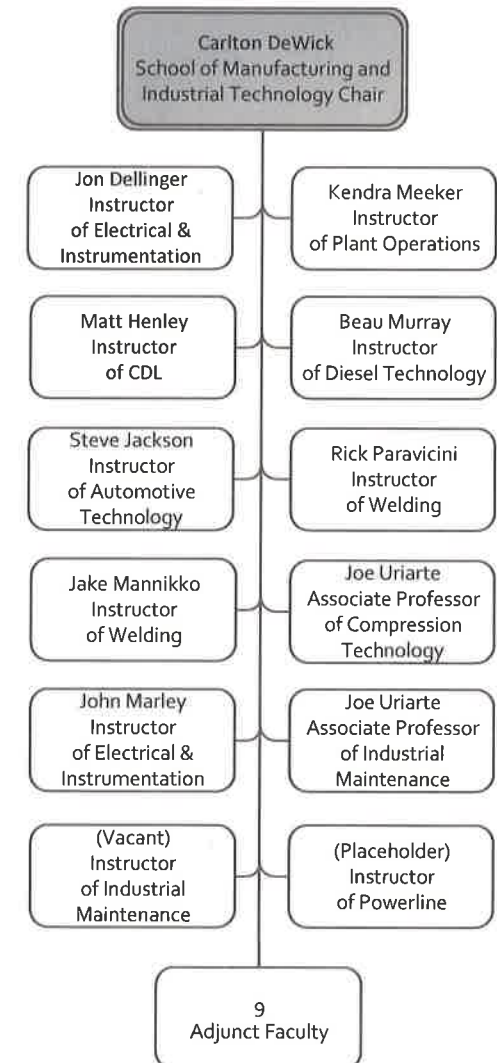 Carlton DeWick
School of Manufacturing and
Industrial Technology Chair
Jon Dellinger
Instructor
of Electrical &
Instrumentation
Kendra Meeker
Instructor
of Plant Operations
Matt Henley
Instructor
of CDL
Beau Murray
Instructor
of Diesel Technology
Steve Jackson
Instructor
of Automotive
Technology
Rick Paravicini
Instructor
of Welding
Jake Mannikko
Instructor
of Welding
Joe Uriarte
Associate Professor
of Compression
Technology
John Marley
Instructor
of Electrical &
Instrumentation
Joe Uriarte
Associate Professor
of Industrial
Maintenance
(Vacant)
Instructor
of Industrial
Maintenance
(Placeholder)
Instructor
of Powerline
9
Adjunct Faculty